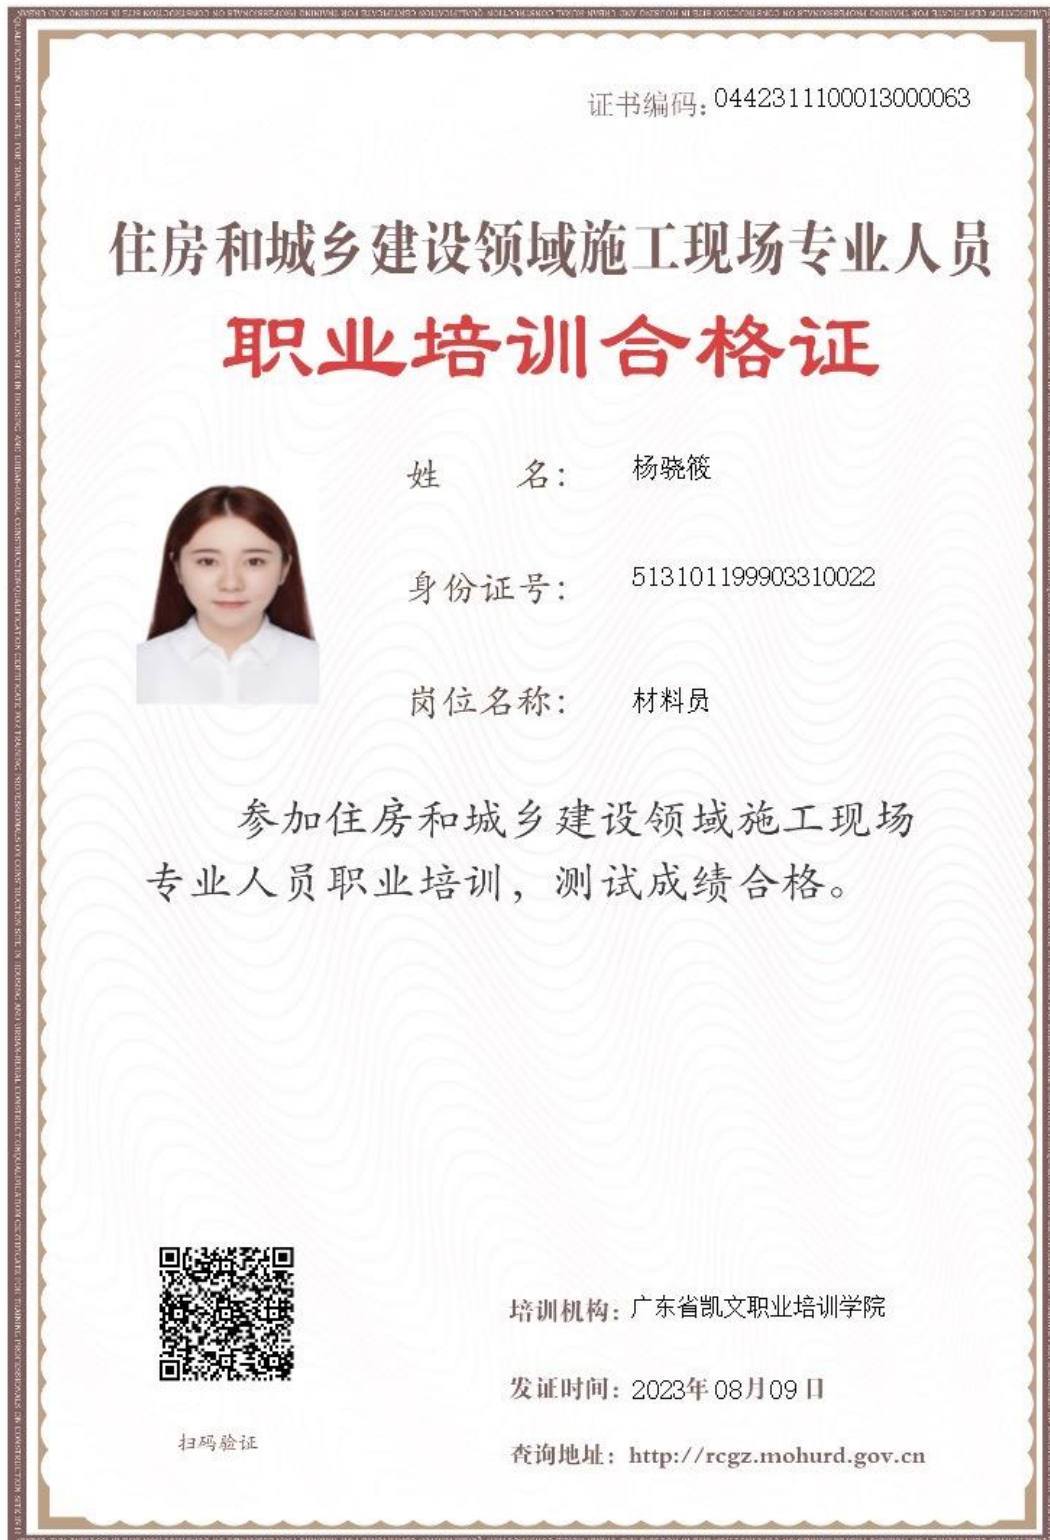 证书编码：0442311100013000063
住房和城乡建设领域施工现场专业人员
职业培训合格证
姓 名：杨骁筱
身份证号：513101199903310022
岗位名称：材料员
参加住房和城乡建设领域施工现场
专业人员职业培训，测试成绩合格。
培训机构：广东省凯文职业培训学院
发证时间：2023年08月09日
扫码验证
查询地址：http://rcgz.mohurd.gov.cn